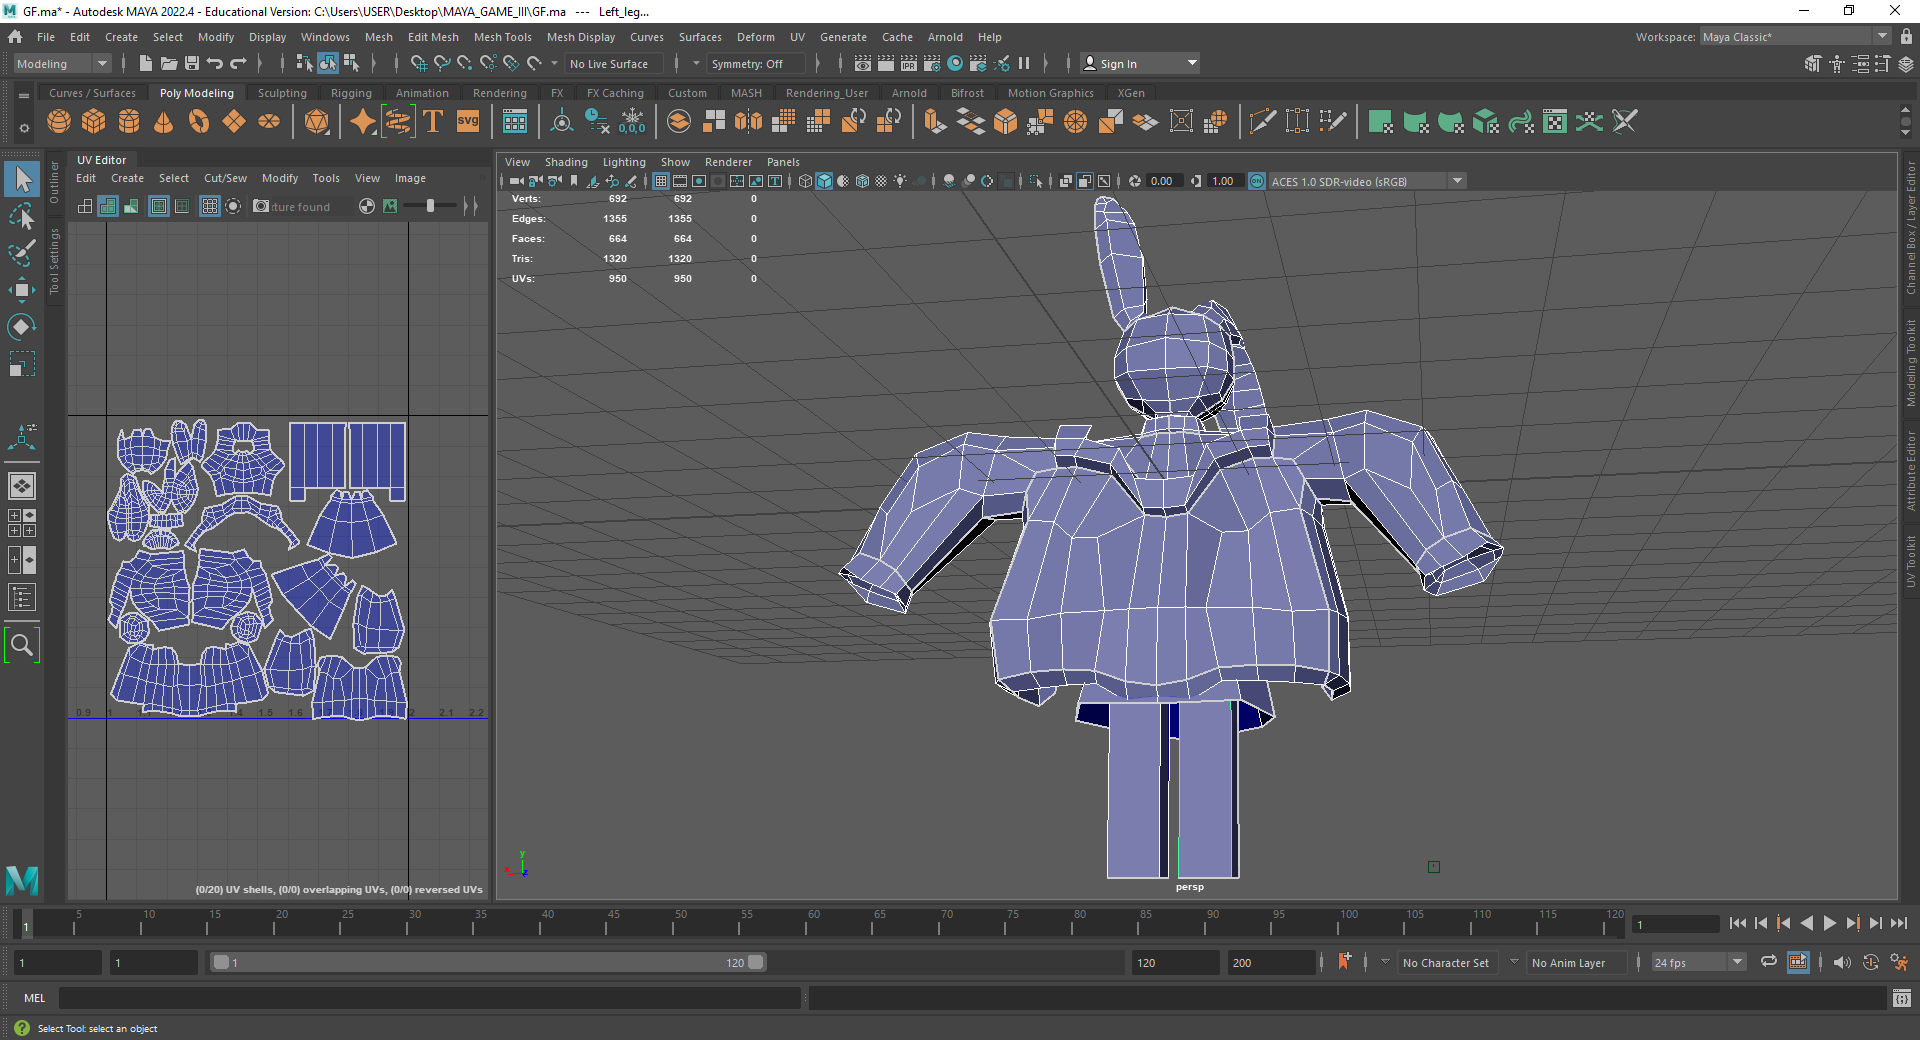 GF.ma* - Autodesk MAYA 2022.4 - Educational Version: C:\Users\USER\Desktop\MAYA_GAME_III\GF.ma --- Left_leg...
File Edit Create Select Modify Display Windows Mesh Edit Mesh Mesh Tools Mesh Display Curves Surfaces Deform UV Generate Cache Arnold Help
Workspace: Maya Classic*
Modeling
No Live Surface
Symmetry: Off
Sign In
Curves / Surfaces Poly Modeling Sculpting Rigging Animation Rendering FX FX Caching Custom MASH Rendering_User Arnold Bifrost Motion Graphics XGen
T
svg
0,0,0
IPR
UV Editor
Edit Create Select Cut/Sew Modify Tools View Image
ture found
Outliner
Tool Settings
View Shading Lighting Show Renderer Panels
0.00
1.00
ACES 1.0 SDR-video (sRGB)
Verts: 692 692 0
Edges: 1355 1355 0
Faces: 664 664 0
Tris: 1320 1320 0
UVs: 950 950 0
Channel Box / Layer Editor
Modeling Toolkit
Attribute Editor
UV Toolkit
0.9 1 1.1 1.4 1.5 1.6 2 2.1 2.2
(0/20) UV shells, (0/0) overlapping UVs, (0/0) reversed UVs
y
persp
1 5 10 15 20 25 30 35 40 45 50 55 60 65 70 75 80 85 90 95 100 105 110 115 120
1
1 1 1 120 120 200
No Character Set
No Anim Layer
24 fps
MEL
Select Tool: select an object